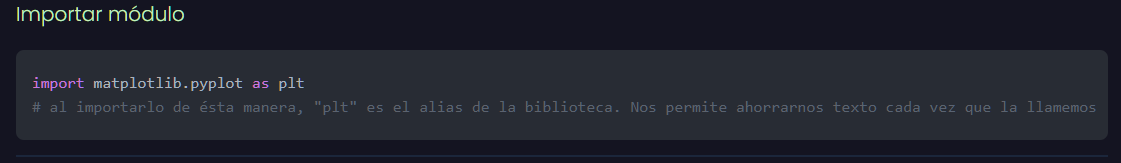 Importar módulo
import matplotlib.pyplot as plt
# al importarlo de ésta manera, "plt" es el alias de la biblioteca. Nos permite ahorrarnos texto cada vez que la llamemos